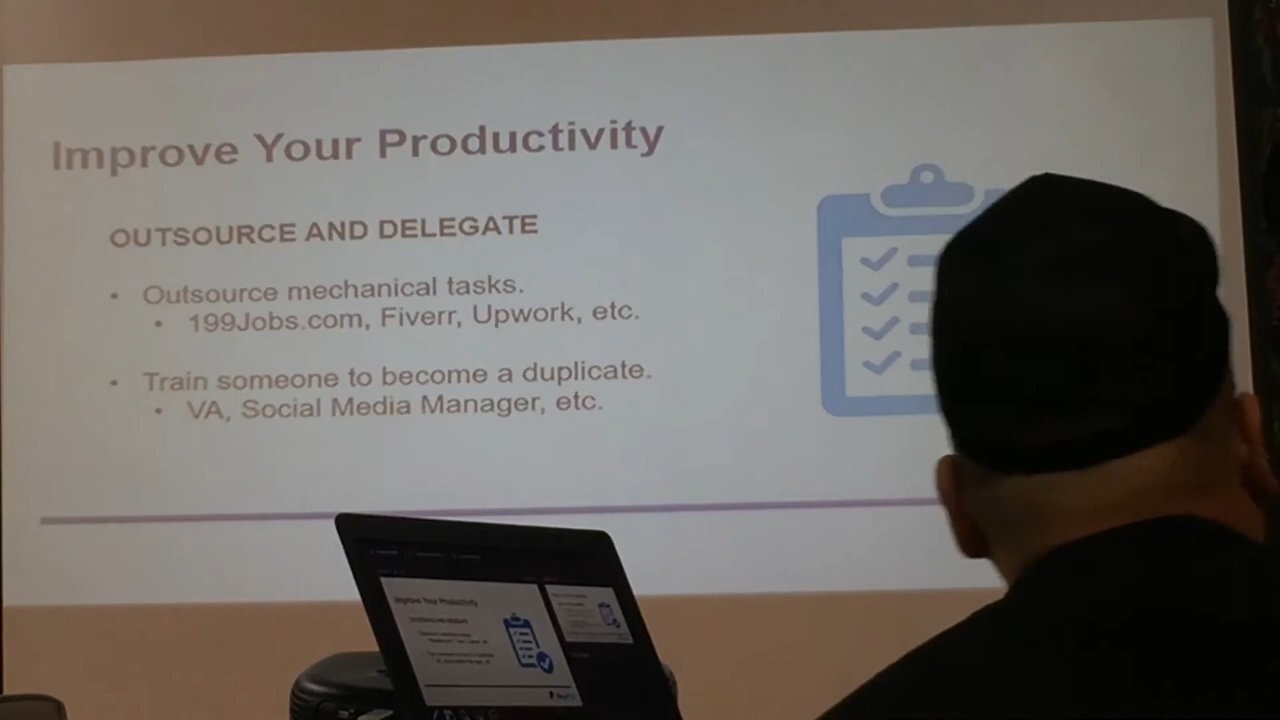 Improve Your Productivity
OUTSOURCE AND DELEGATE
• Outsource mechanical tasks.
• 199Jobs.com, Fiverr, Upwork, etc.
• Train someone to become a duplicate.
• VA, Social Media Manager, etc.
Improve Your Productivity